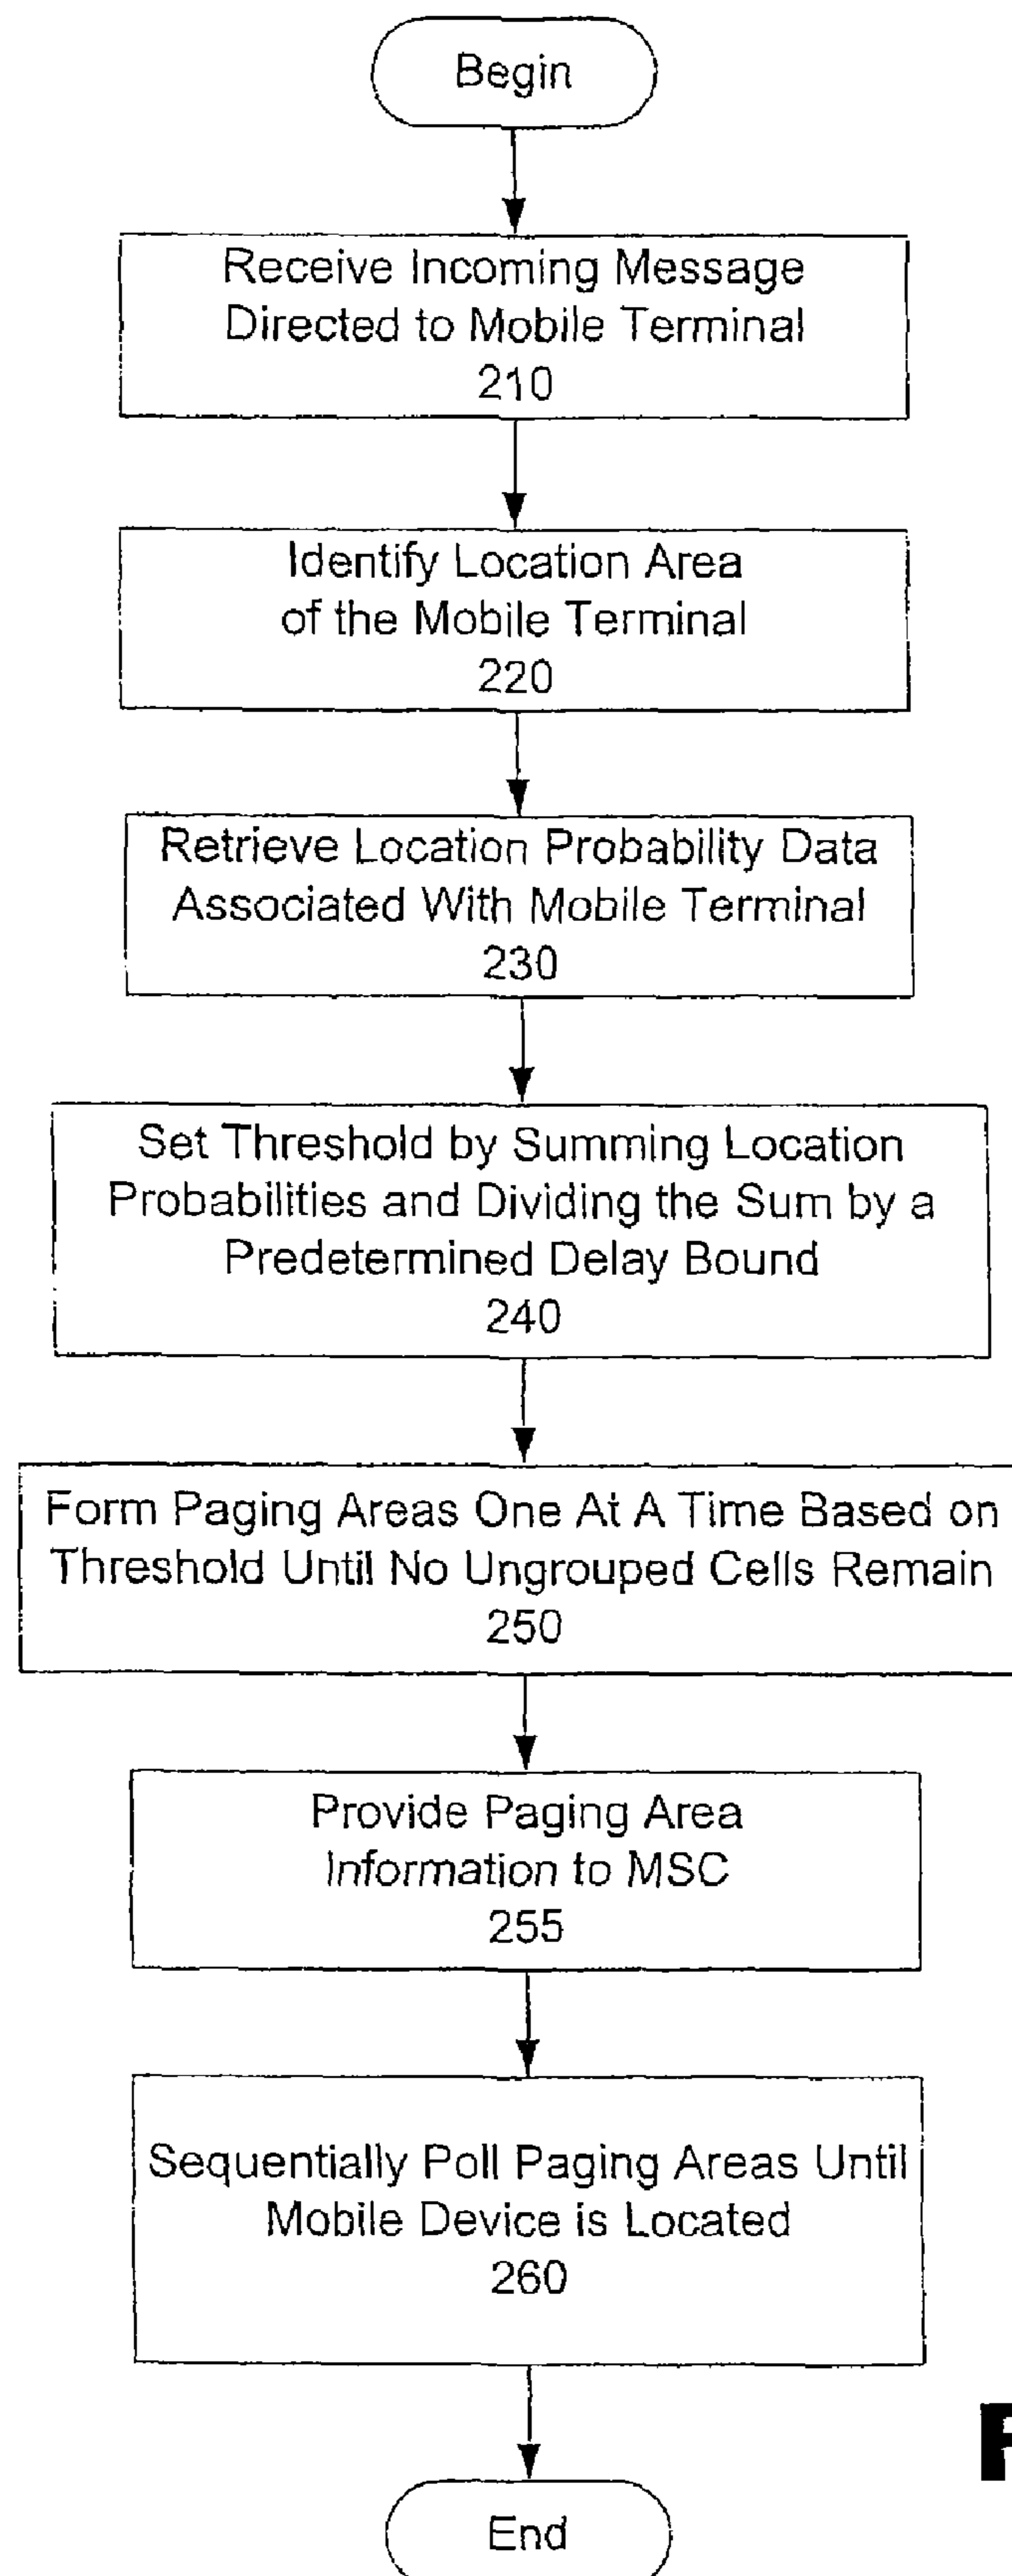 Begin
Receive Incoming Message
Directed to Mobile Terminal
210
Identify Location Area
of the Mobile Terminal
220
Retrieve Location Probability Data
Associated With Mobile Terminal
230
Set Threshold by Summing Location
Probabilities and Dividing the Sum by a
Predetermined Delay Bound
240
Form Paging Areas One At A Time Based on
Threshold Until No Ungrouped Cells Remain
250
Provide Paging Area
Information to MSC
255
Sequentially Poll Paging Areas Until
Mobile Device is Located
260
End